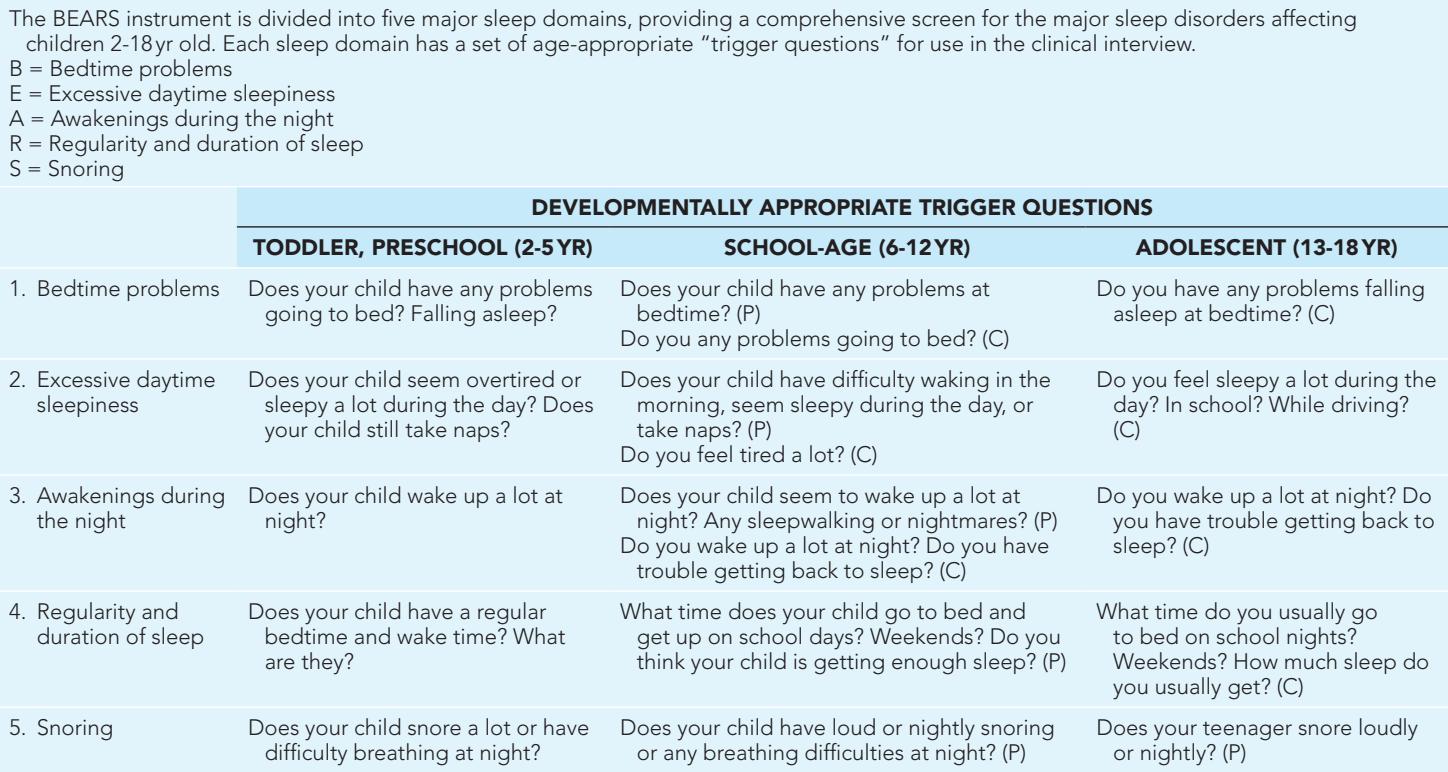 The BEARS instrument is divided into five major sleep domains, providing a comprehensive screen for the major sleep disorders affecting
children 2-18 yr old. Each sleep domain has a set of age-appropriate “trigger questions” for use in the clinical interview.
B = Bedtime problems
E = Excessive daytime sleepiness
A = Awakenings during the night
R = Regularity and duration of sleep
S = Snoring
DEVELOPMENTALLY APPROPRIATE TRIGGER QUESTIONS
TODDLER, PRESCHOOL (2-5 YR)
SCHOOL-AGE (6-12 YR)
ADOLESCENT (13-18 YR)
1. Bedtime problems
Does your child have any problems
going to bed? Falling asleep?
Does your child have any problems at
bedtime? (P)
Do you any problems going to bed? (C)
Do you have any problems falling
asleep at bedtime? (C)
2. Excessive daytime
sleepiness
Does your child seem overtired or
sleepy a lot during the day? Does
your child still take naps?
Does your child have difficulty waking in the
morning, seem sleepy during the day, or
take naps? (P)
Do you feel tired a lot? (C)
Do you feel sleepy a lot during the
day? In school? While driving?
(C)
3. Awakenings during
the night
Does your child wake up a lot at
night?
Does your child seem to wake up a lot at
night? Any sleepwalking or nightmares? (P)
Do you wake up a lot at night? Do you have
trouble getting back to sleep? (C)
Do you wake up a lot at night? Do
you have trouble getting back to
sleep? (C)
4. Regularity and
duration of sleep
Does your child have a regular
bedtime and wake time? What
are they?
What time does your child go to bed and
get up on school days? Weekends? Do you
think your child is getting enough sleep? (P)
What time do you usually go
to bed on school nights?
Weekends? How much sleep do
you usually get? (C)
5. Snoring
Does your child snore a lot or have
difficulty breathing at night?
Does your child have loud or nightly snoring
or any breathing difficulties at night? (P)
Does your teenager snore loudly
or nightly? (P)